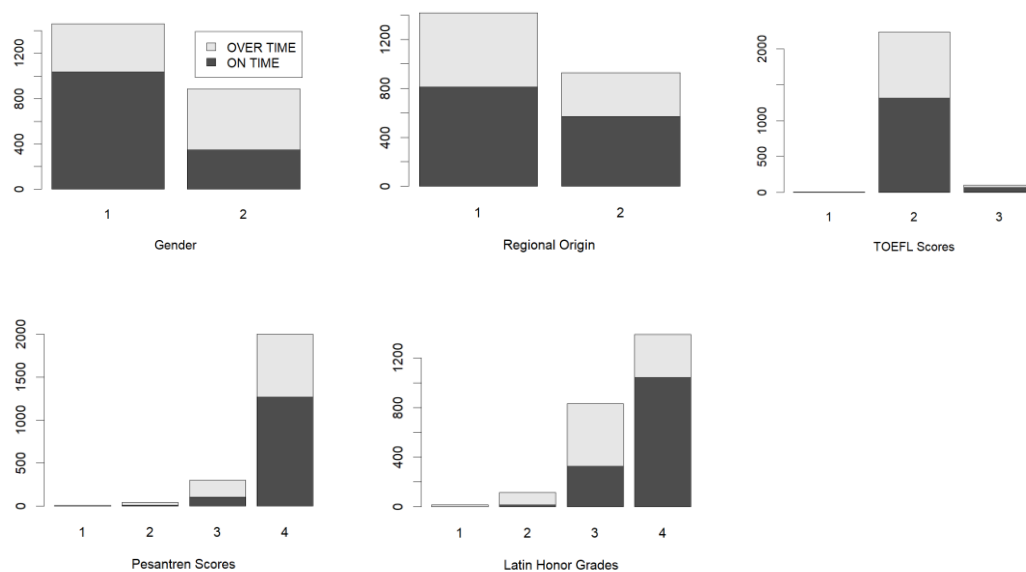 0 400 800 1200
OVER TIME
ON TIME
1 2
Gender
0 400 800 1200
1 2
Regional Origin
0 500 1000 2000
1 2 3
TOEFL Scores
0 500 1000 1500 2000
1 2 3 4
Pesantren Scores
0 400 800 1200
1 2 3 4
Latin Honor Grades